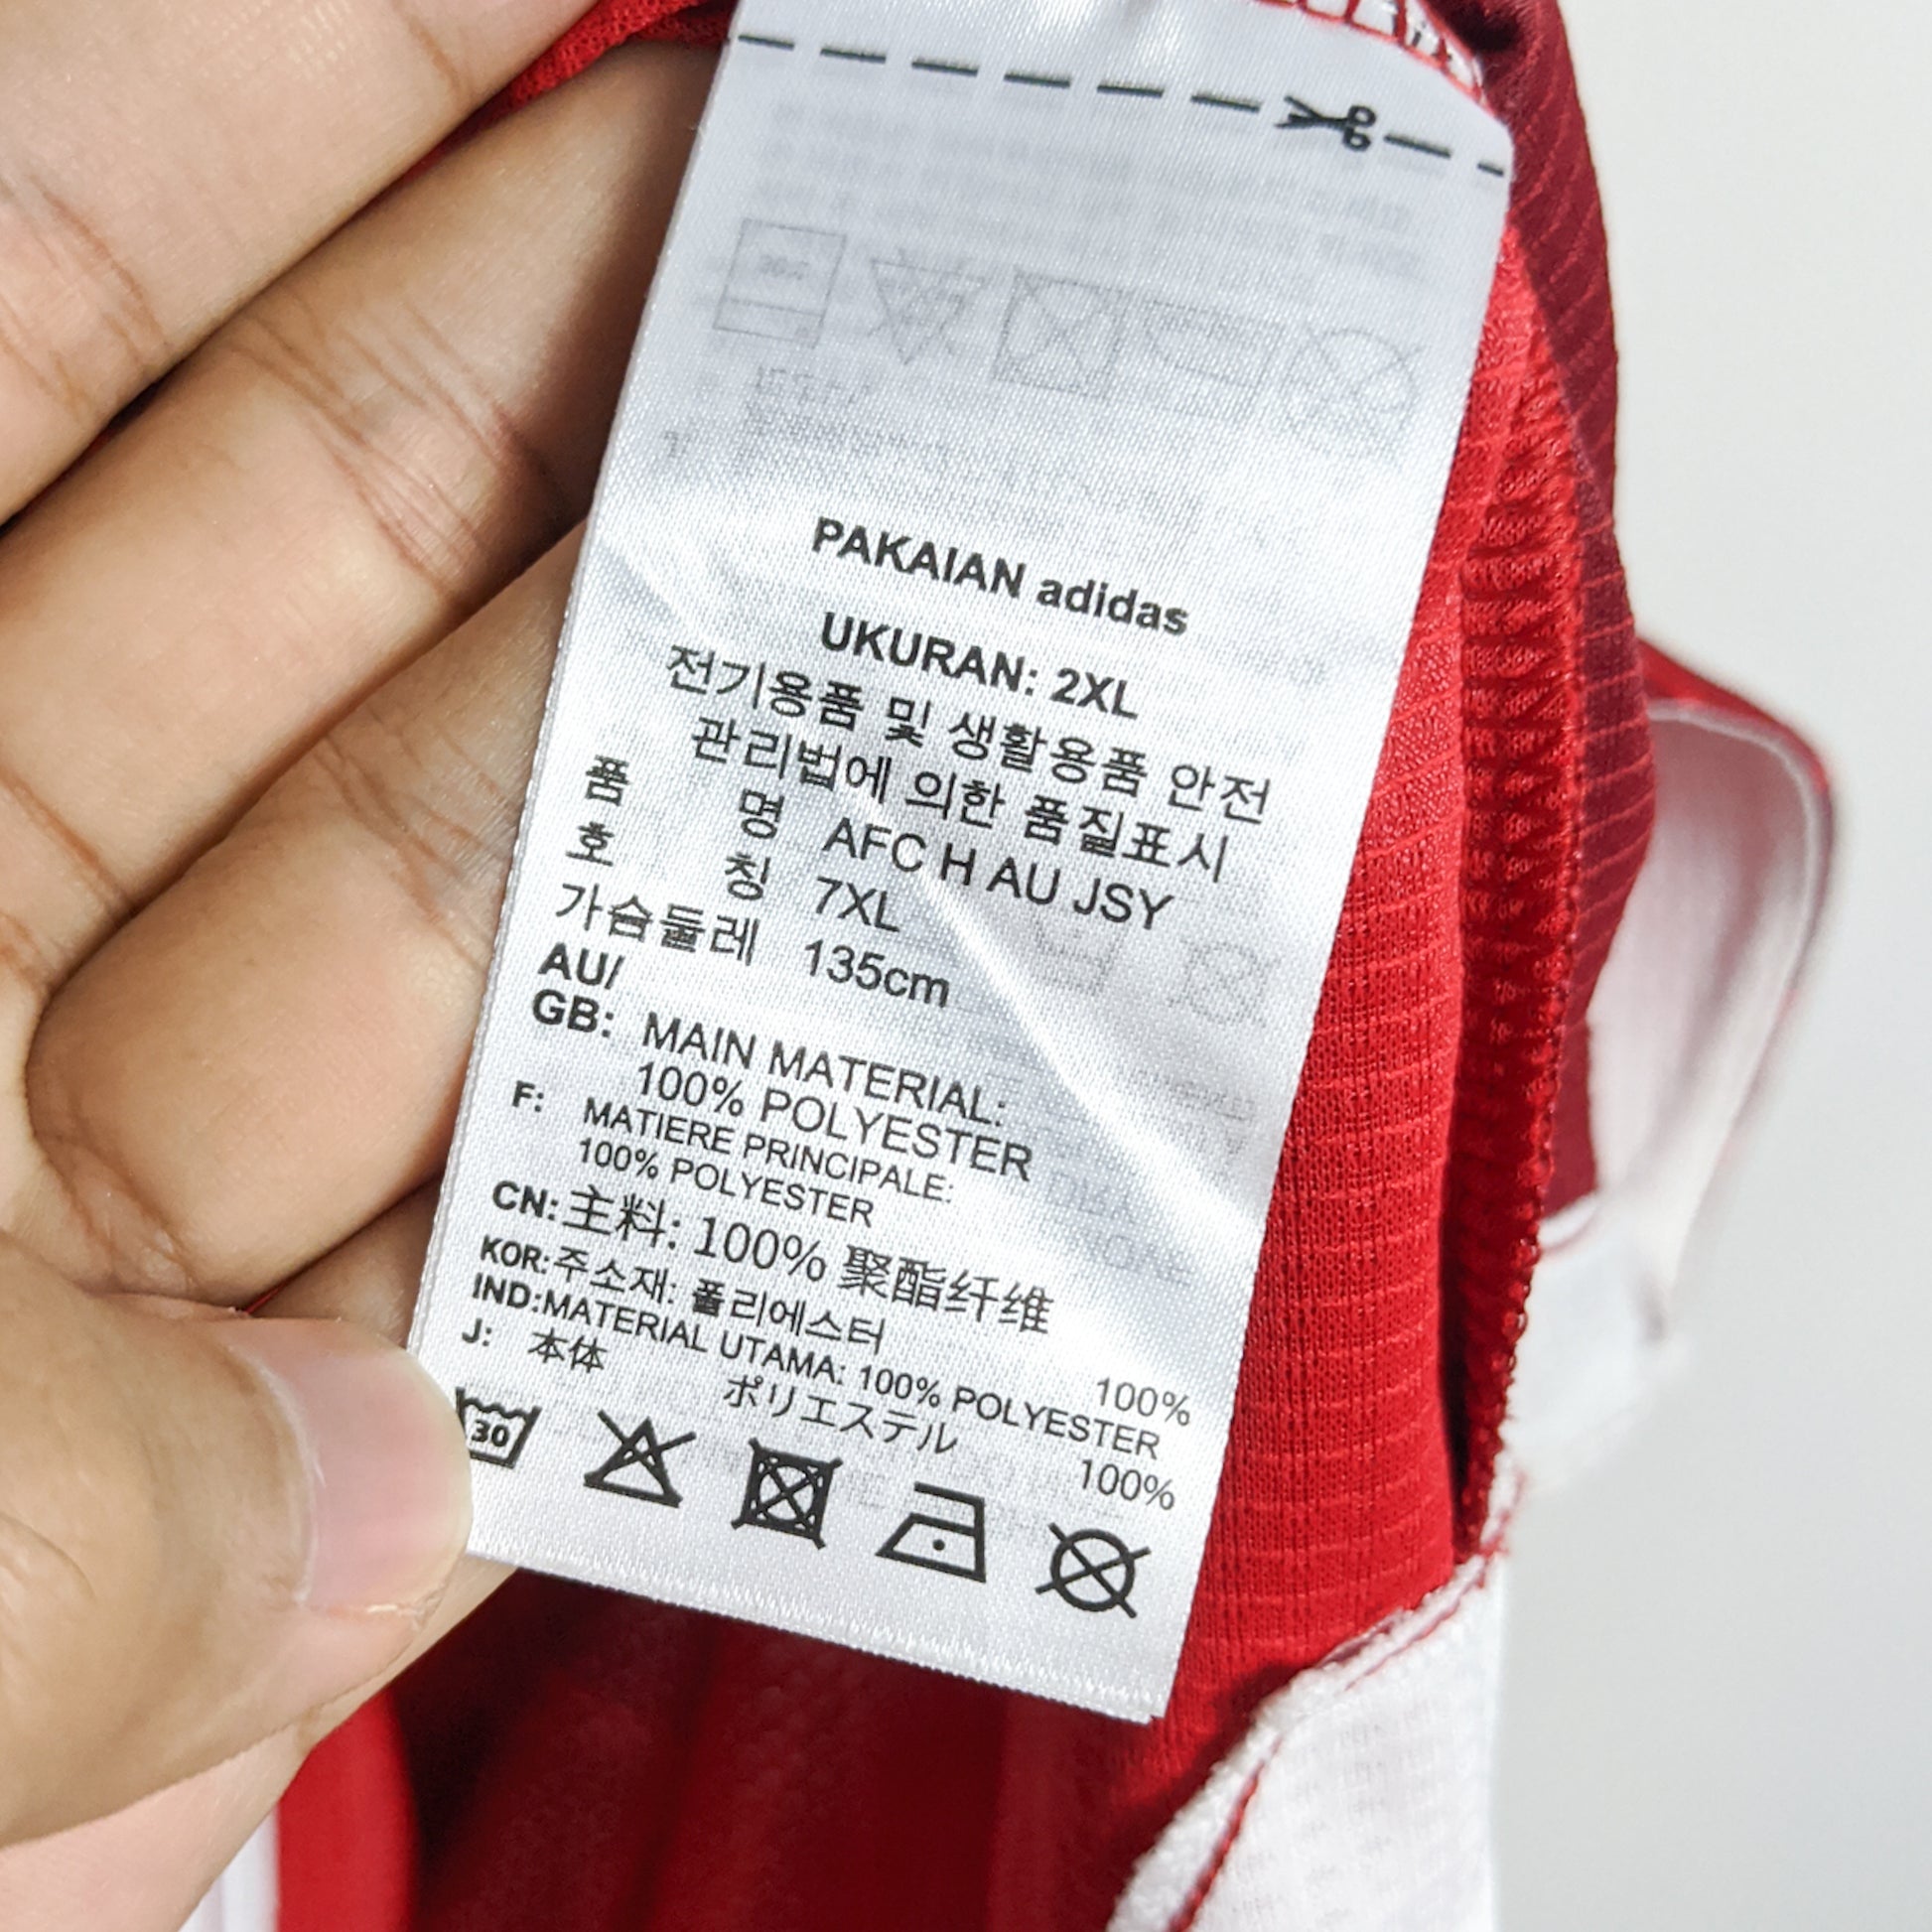 PAKAIAN adidas
UKURAN: 2XL
전기용품 및 생활용품 안전
관리법에 의한 품질표시
품 명 AFC H AU JSY
호 칭 7XL
가슴둘레 135cm
AU/
GB: MAIN MATERIAL:
100% POLYESTER
F: MATIERE PRINCIPALE:
100% POLYESTER
CN: 主料: 100% 聚酯纤维
KOR: 주소재: 폴리에스터 100%
IND:MATERIAL UTAMA: 100% POLYESTER
J: 本体 ポリエステル 100%
30